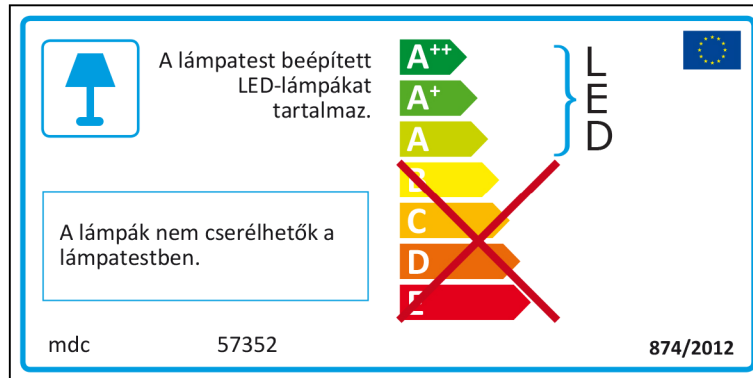 A lámpatest beépített
LED-lámpákat
tartalmaz.
A++
A+
A
B
C
D
E
L
E
D
A lámpák nem cserélhetők a
lámpatestben.
mdc 57352
874/2012